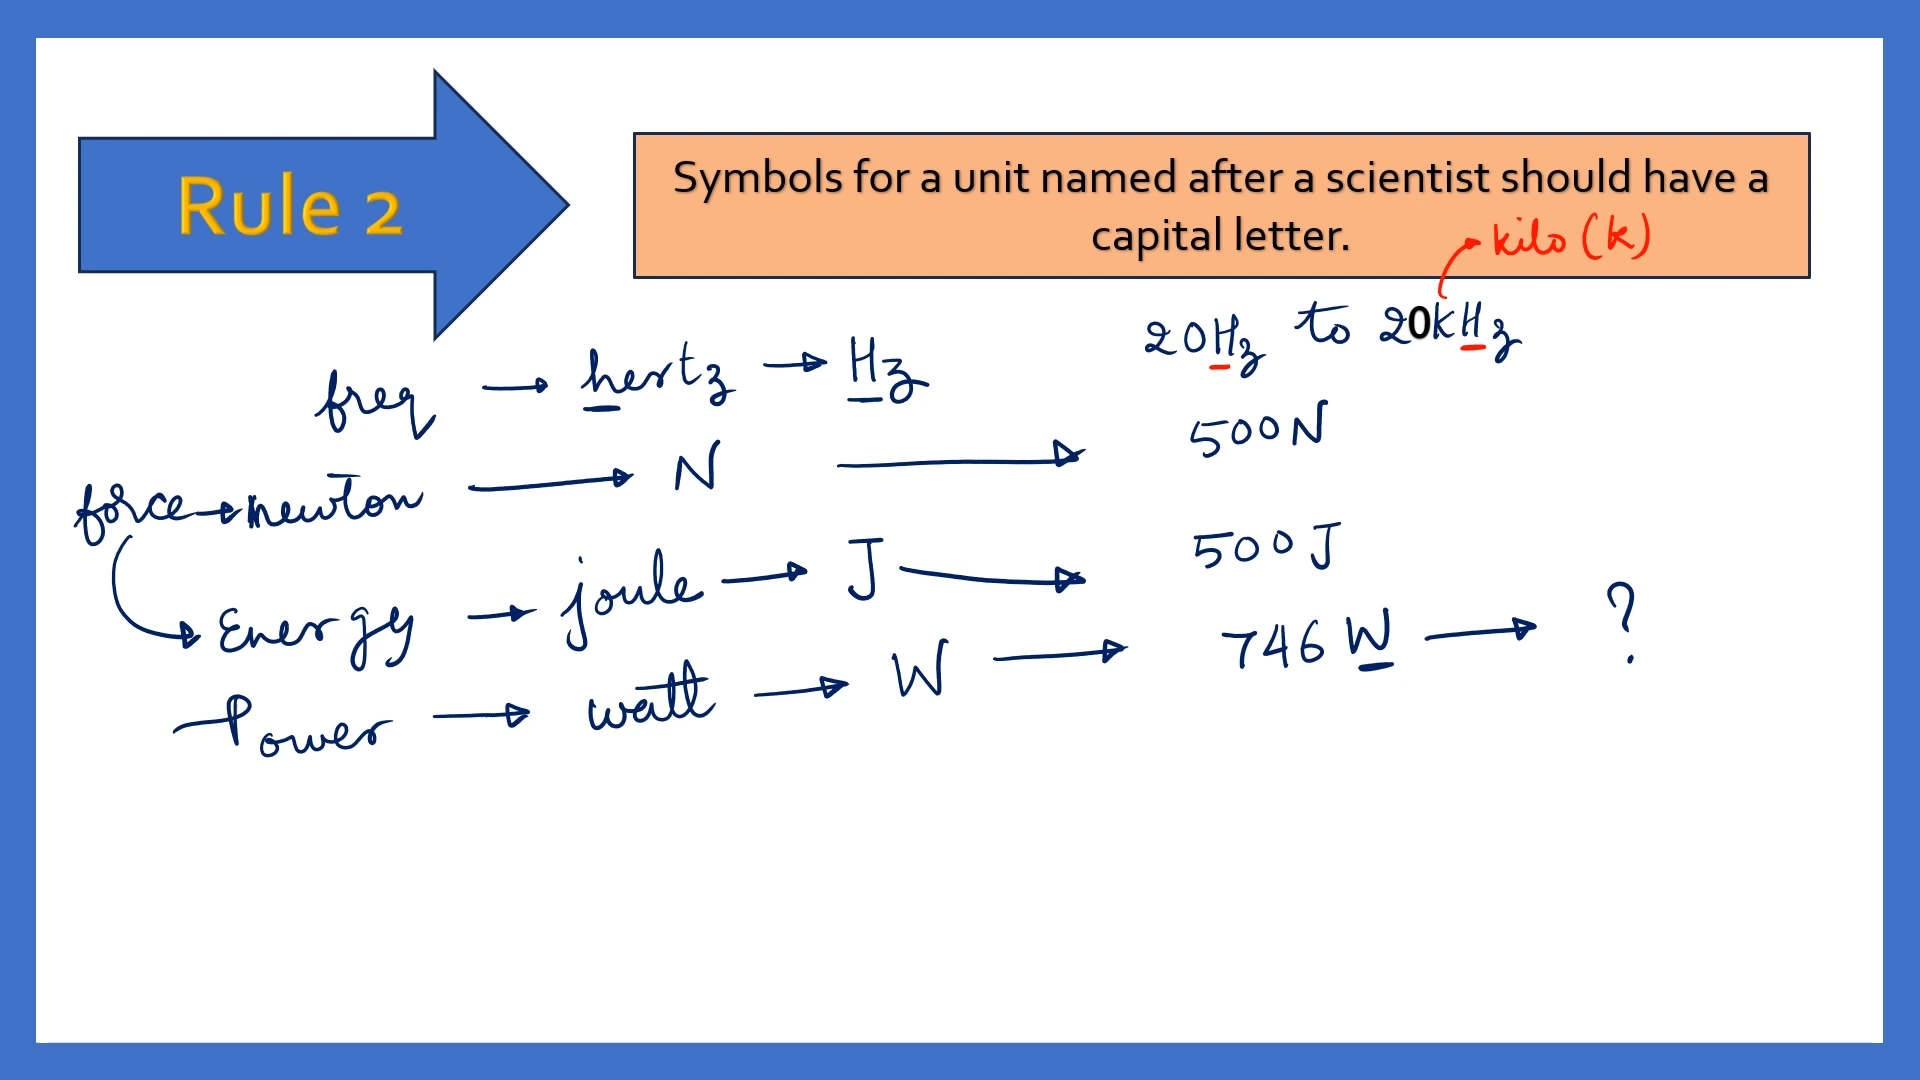 Rule 2
Symbols for a unit named after a scientist should have a
capital letter.
kilo (k)
20Hz to 20kHz
freq → hertz → Hz
force → newton → N → 500N
Energy → joule → J → 500J
Power → watt → W → 746 W → ?